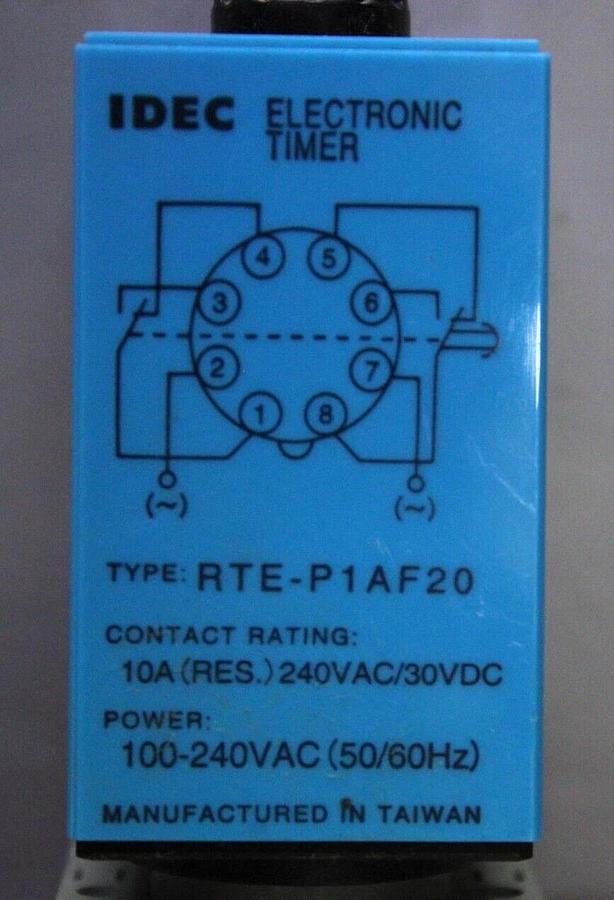 IDEC ELECTRONIC
TIMER
4 5
3 6
2 7
1 8
(~) (~)
TYPE: RTE-P1AF20
CONTACT RATING:
10A (RES.) 240VAC/30VDC
POWER:
100-240VAC (50/60Hz)
MANUFACTURED IN TAIWAN